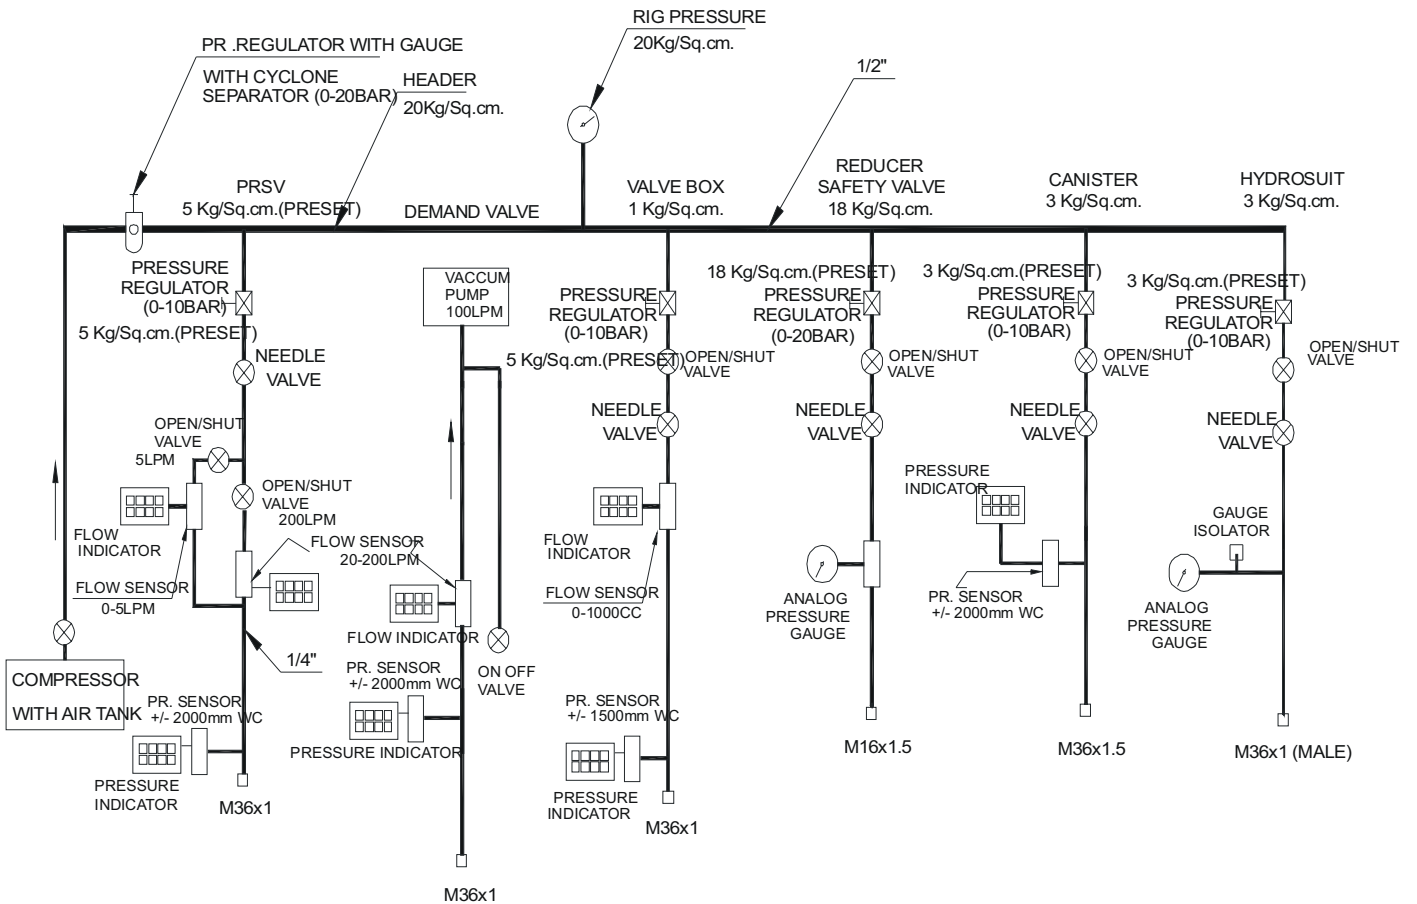 RIG PRESSURE
20Kg/Sq.cm.
PR .REGULATOR WITH GAUGE
WITH CYCLONE
SEPARATOR (0-20BAR)
HEADER
20Kg/Sq.cm.
1/2"
PRSV
5 Kg/Sq.cm.(PRESET)
DEMAND VALVE
VALVE BOX
1 Kg/Sq.cm.
REDUCER
SAFETY VALVE
18 Kg/Sq.cm.
CANISTER
3 Kg/Sq.cm.
HYDROSUIT
3 Kg/Sq.cm.
PRESSURE
REGULATOR
(0-10BAR)
5 Kg/Sq.cm.(PRESET)
NEEDLE
VALVE
OPEN/SHUT
VALVE
5LPM
OPEN/SHUT
VALVE
200LPM
FLOW
INDICATOR
FLOW SENSOR
0-5LPM
FLOW SENSOR
20-200LPM
1/4"
COMPRESSOR
WITH AIR TANK
PR. SENSOR
+/- 2000mm WC
PRESSURE
INDICATOR
M36x1
VACCUM
PUMP
100LPM
FLOW INDICATOR
PR. SENSOR
+/- 2000mm WC
ON OFF
VALVE
PRESSURE INDICATOR
M36x1
PRESSURE
REGULATOR
(0-10BAR)
5 Kg/Sq.cm.(PRESET)
OPEN/SHUT
VALVE
NEEDLE
VALVE
FLOW
INDICATOR
FLOW SENSOR
0-1000CC
PR. SENSOR
+/- 1500mm WC
PRESSURE
INDICATOR
M36x1
18 Kg/Sq.cm.(PRESET)
PRESSURE
REGULATOR
(0-20BAR)
OPEN/SHUT
VALVE
NEEDLE
VALVE
ANALOG
PRESSURE
GAUGE
M16x1.5
3 Kg/Sq.cm.(PRESET)
PRESSURE
REGULATOR
(0-10BAR)
OPEN/SHUT
VALVE
NEEDLE
VALVE
PRESSURE
INDICATOR
PR. SENSOR
+/- 2000mm WC
M36x1.5
3 Kg/Sq.cm.(PRESET)
PRESSURE
REGULATOR
(0-10BAR)
OPEN/SHUT
VALVE
NEEDLE
VALVE
GAUGE
ISOLATOR
ANALOG
PRESSURE
GAUGE
M36x1 (MALE)